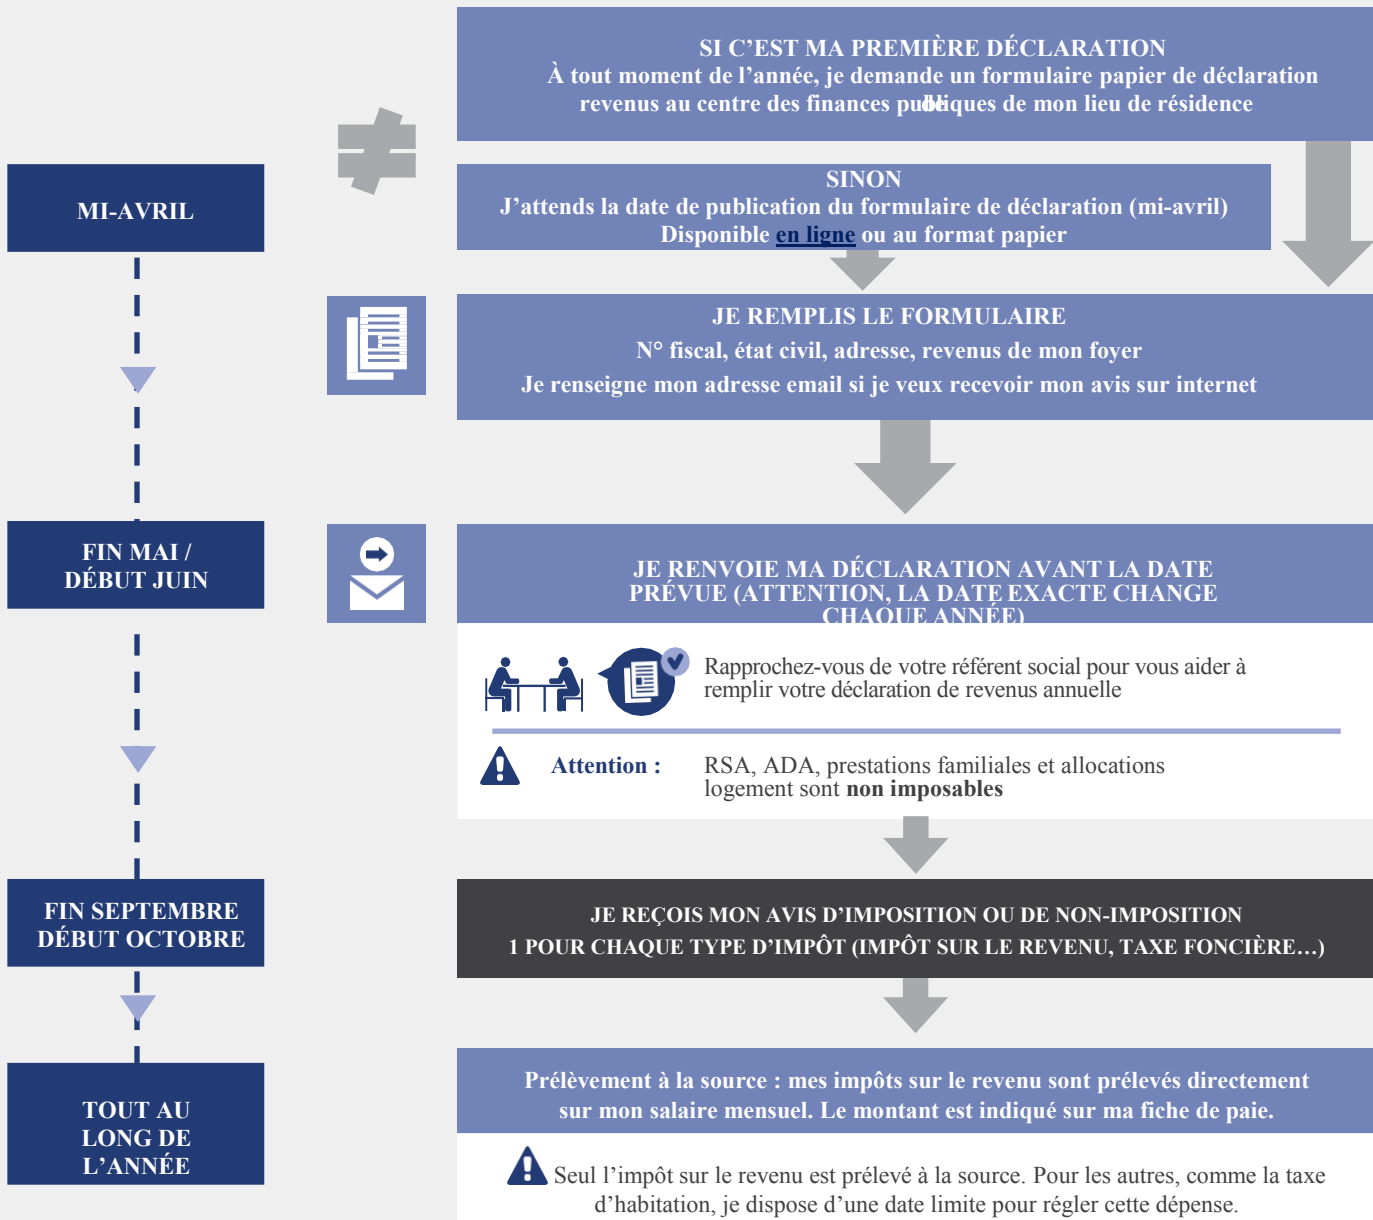 SI C'EST MA PREMIÈRE DÉCLARATION
À tout moment de l'année, je demande un formulaire papier de déclaration de
revenus au centre des finances publiques de mon lieu de résidence
MI-AVRIL
SINON
J'attends la date de publication du formulaire de déclaration (mi-avril)
Disponible en ligne ou au format papier
JE REMPLIS LE FORMULAIRE
N° fiscal, état civil, adresse, revenus de mon foyer
Je renseigne mon adresse email si je veux recevoir mon avis sur internet
FIN MAI /
DÉBUT JUIN
JE RENVOIE MA DÉCLARATION AVANT LA DATE
PRÉVUE (ATTENTION, LA DATE EXACTE CHANGE
CHAQUE ANNÉE)
Rapprochez-vous de votre référent social pour vous aider à
remplir votre déclaration de revenus annuelle
Attention : RSA, ADA, prestations familiales et allocations
logement sont non imposables
FIN SEPTEMBRE
DÉBUT OCTOBRE
JE REÇOIS MON AVIS D'IMPOSITION OU DE NON-IMPOSITION
1 POUR CHAQUE TYPE D'IMPÔT (IMPÔT SUR LE REVENU, TAXE FONCIÈRE…)
TOUT AU
LONG DE
L'ANNÉE
Prélèvement à la source : mes impôts sur le revenu sont prélevés directement
sur mon salaire mensuel. Le montant est indiqué sur ma fiche de paie.
Seul l'impôt sur le revenu est prélevé à la source. Pour les autres, comme la taxe
d'habitation, je dispose d'une date limite pour régler cette dépense.